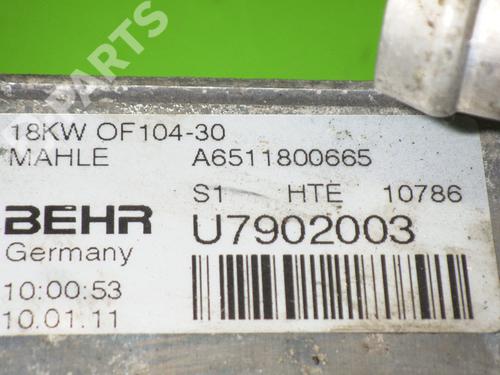 PARTS
18KW OF104-30
MAHLE A6511800665
S1 HTE 10786
BEHR U7902003
Germany
10:00:53
10.01.11